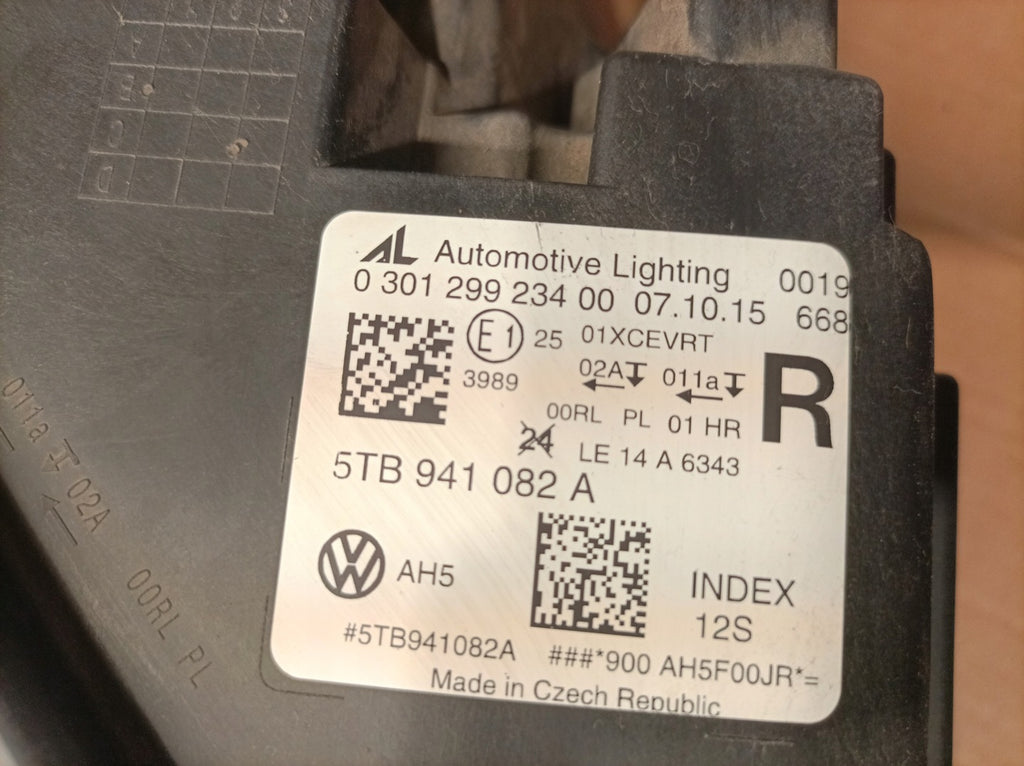 A
B
C
D
AL Automotive Lighting 0019
0 301 299 234 00 07.10.15 668
E1 25 01XCEVRT
3989 02A 011a
R
00RL PL 01 HR
24 LE 14 A 6343
5TB 941 082 A
VW AH5
INDEX
12S
#5TB941082A ###*900 AH5F00JR*=
Made in Czech Republic
011a 02A
00RL PL